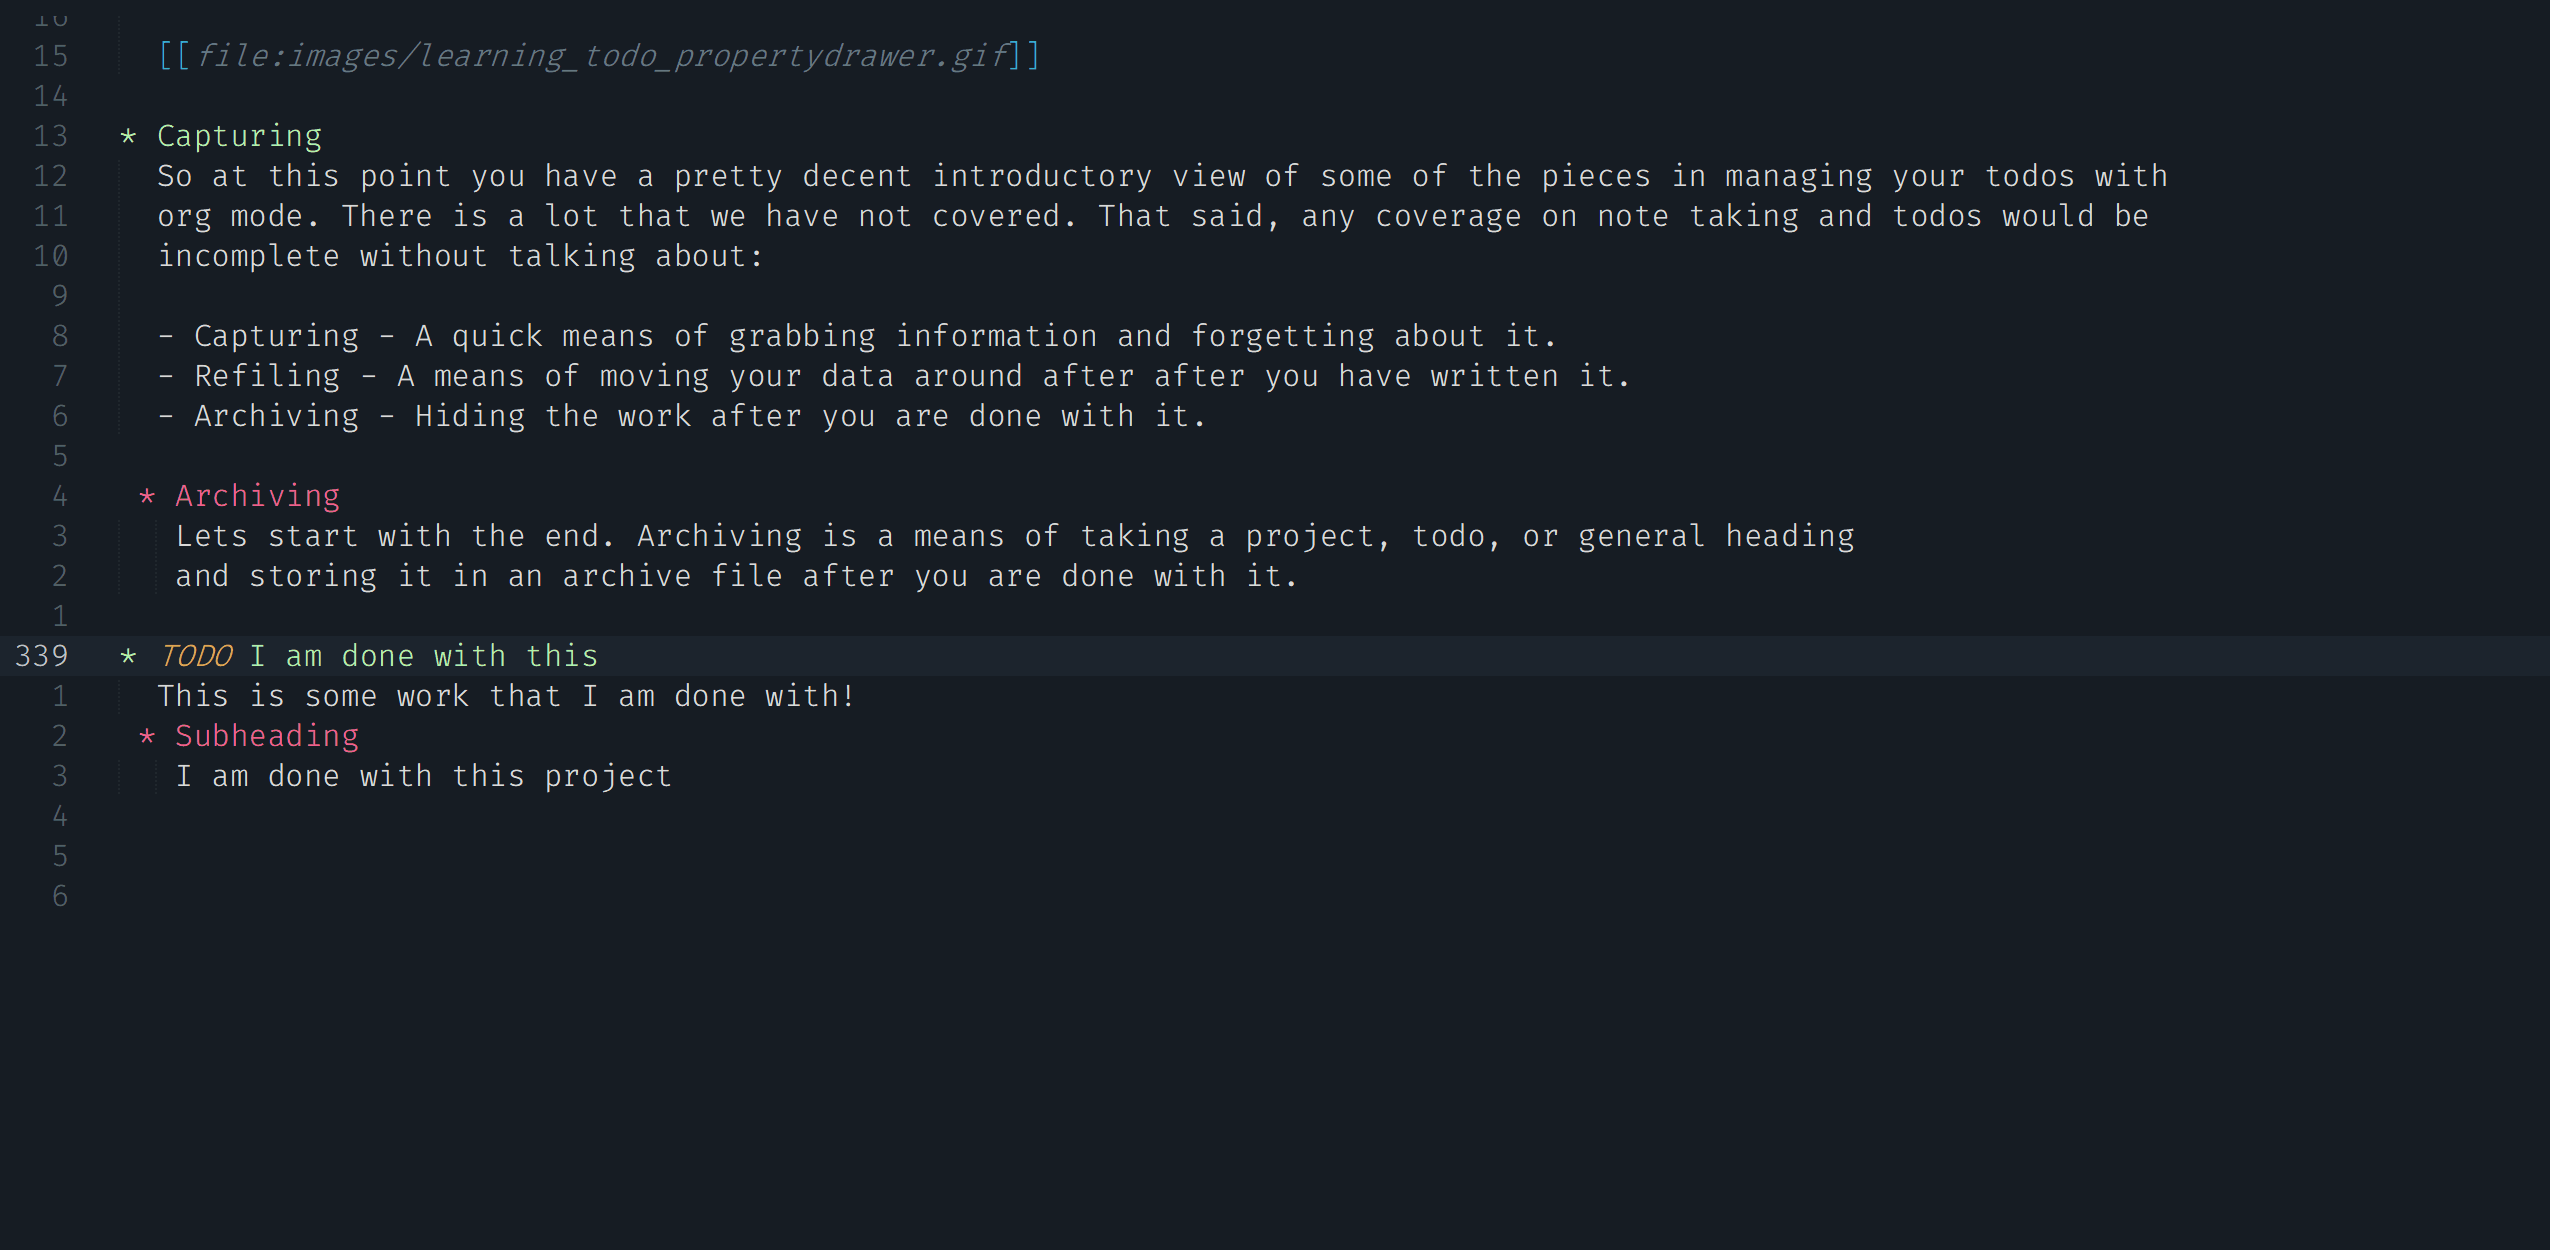 15 [[file:images/learning_todo_propertydrawer.gif]]
14
13 * Capturing
12 So at this point you have a pretty decent introductory view of some of the pieces in managing your todos with
11 org mode. There is a lot that we have not covered. That said, any coverage on note taking and todos would be
10 incomplete without talking about:
9
8 - Capturing - A quick means of grabbing information and forgetting about it.
7 - Refiling - A means of moving your data around after after you have written it.
6 - Archiving - Hiding the work after you are done with it.
5
4 * Archiving
3 Lets start with the end. Archiving is a means of taking a project, todo, or general heading
2 and storing it in an archive file after you are done with it.
1
339 * TODO I am done with this
1 This is some work that I am done with!
2 * Subheading
3 I am done with this project
4
5
6